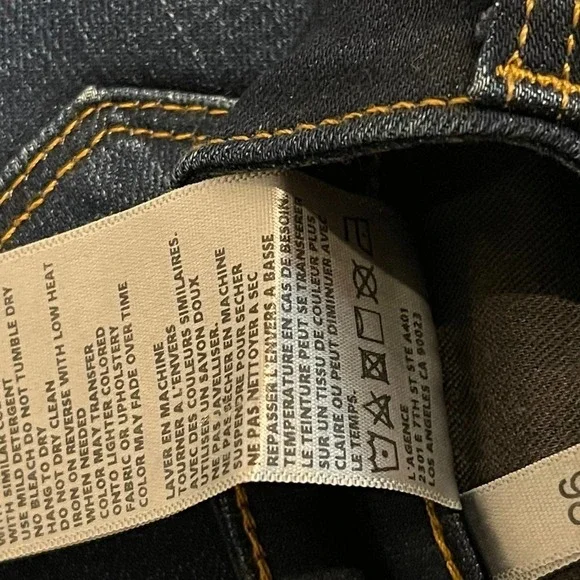 WITH SIMILAR
USE MILD DETERGENT
NO BLEACH DO NOT TUMBLE DRY
HANG TO DRY
DO NOT DRY CLEAN
IRON ON REVERSE WITH LOW HEAT
WHEN NEEDED
COLOR MAY TRANSFER
ONTO LIGHTER COLORED
FABRIC OR UPHOLSTERY
COLOR MAY FADE OVER TIME
LAVER EN MACHINE
TOURNER A L'ENVERS
AVEC DES COULEURS SIMILAIRES.
UTILISER UN SAVON DOUX
NE PAS JAVELLISER.
NE PAS SÉCHER EN MACHINE
SUSPENDRE POUR SÉCHER
NE PAS NETTOYER A SEC
REPASSER L'ENVERS A BASSE
TEMPERATURE EN CAS DE BESOIN.
LE TEINTURE PEUT SE TRANSFERER
SUR UN TISSU DE COULEUR PLUS
CLAIRE OU PEUT DIMINUER AVEC
LE TEMPS.
L'AGENCE
2130 E 7TH ST STE A401
LOS ANGELES CA 90023